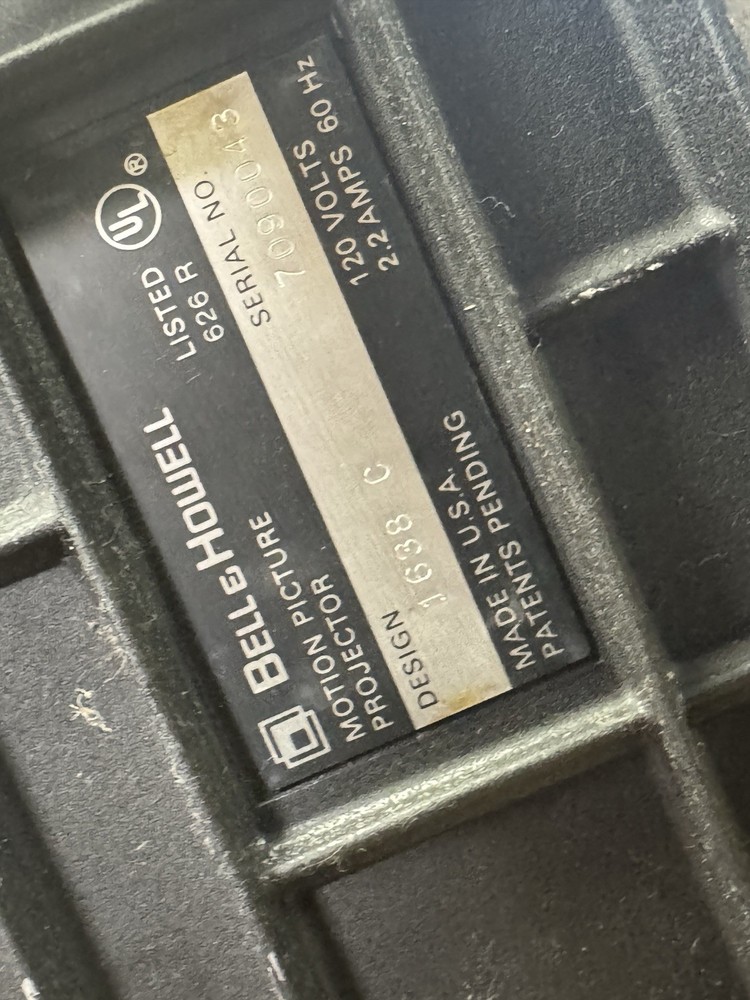 BELL & HOWELL
LISTED
626 R
UL®
MOTION PICTURE
PROJECTOR
SERIAL NO.
7090043
DESIGN
1638 C
120 VOLTS
2.2 AMPS 60 Hz
MADE IN U.S.A.
PATENTS PENDING